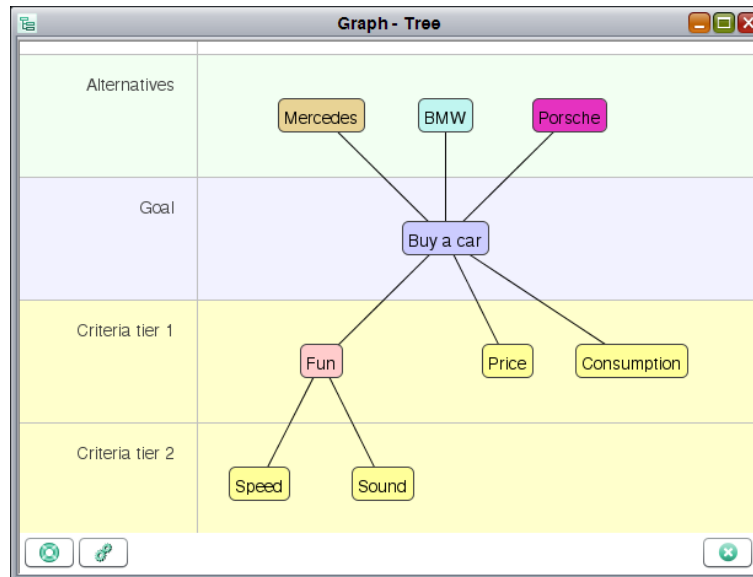 Graph - Tree
Alternatives
Mercedes
BMW
Porsche
Goal
Buy a car
Criteria tier 1
Fun
Price
Consumption
Criteria tier 2
Speed
Sound